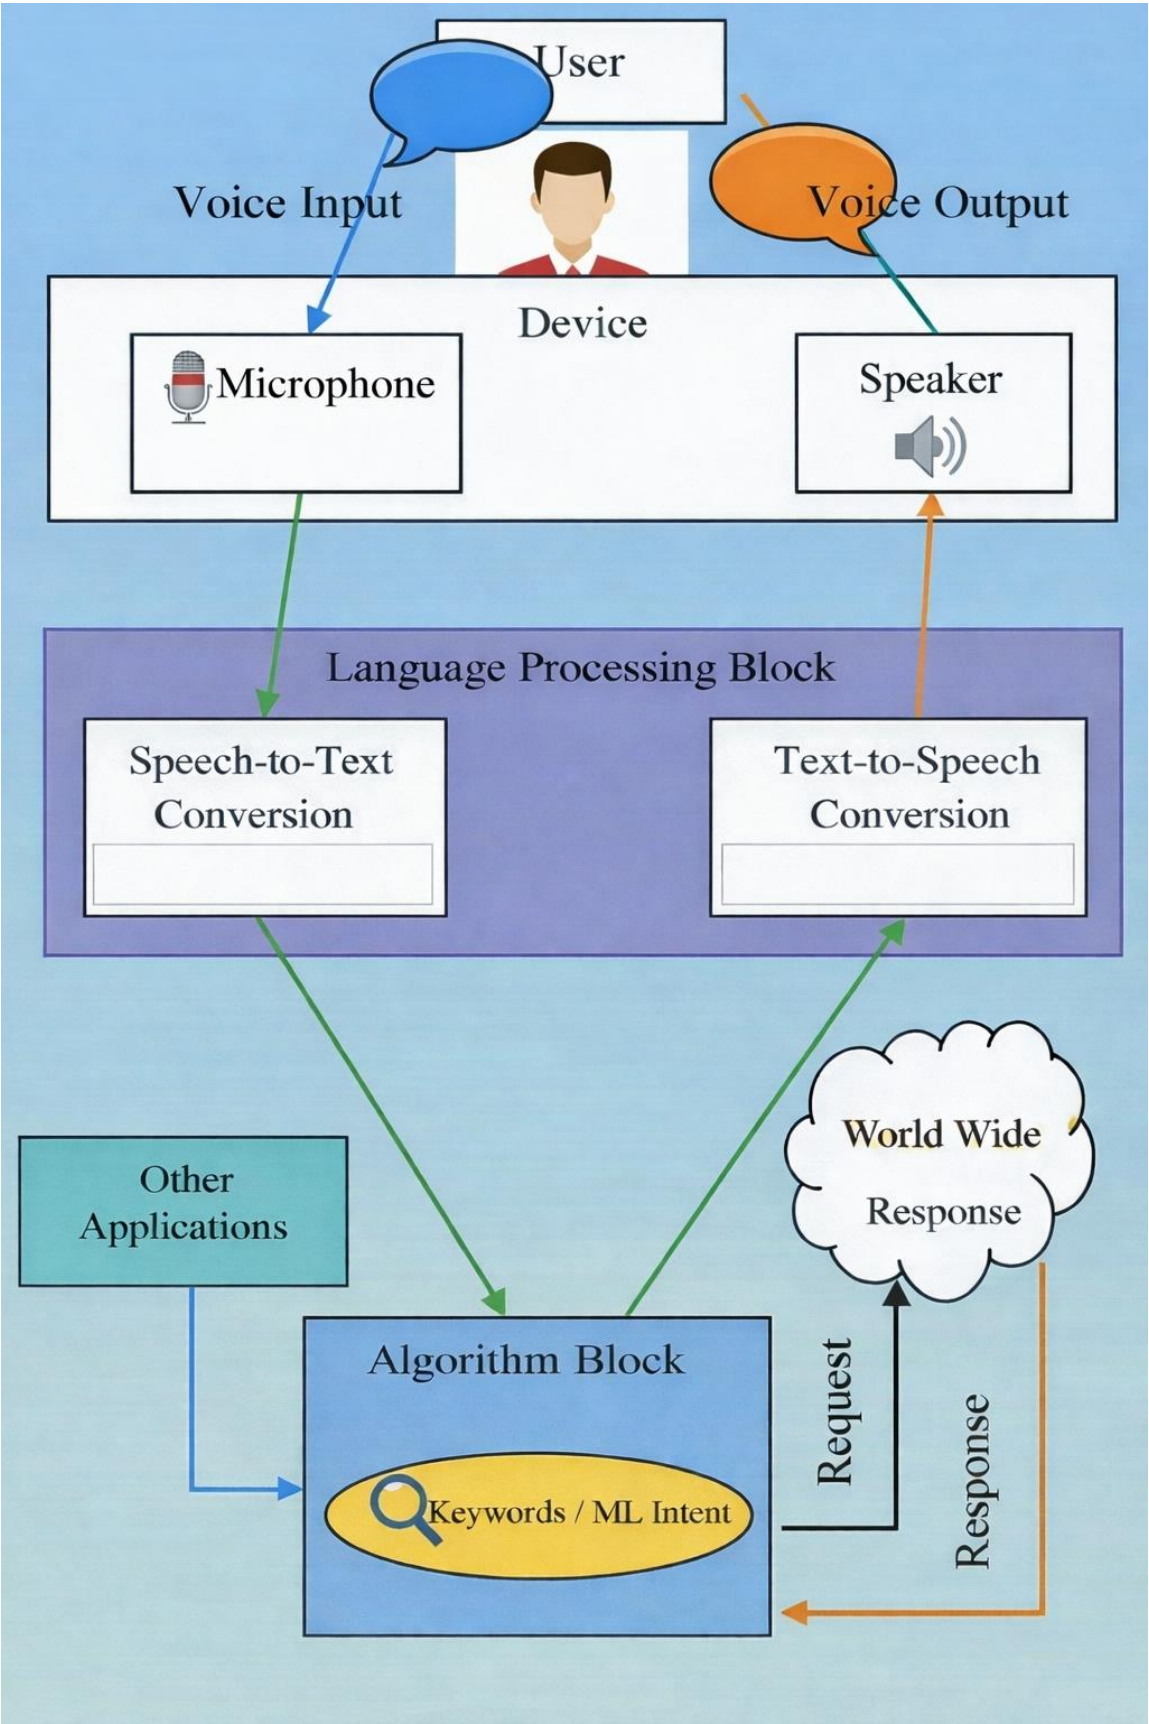 User
Voice Input
Voice Output
Device
Microphone
Speaker
Language Processing Block
Speech-to-Text
Conversion
Text-to-Speech
Conversion
World Wide
Response
Other
Applications
Algorithm Block
Keywords / ML Intent
Request
Response